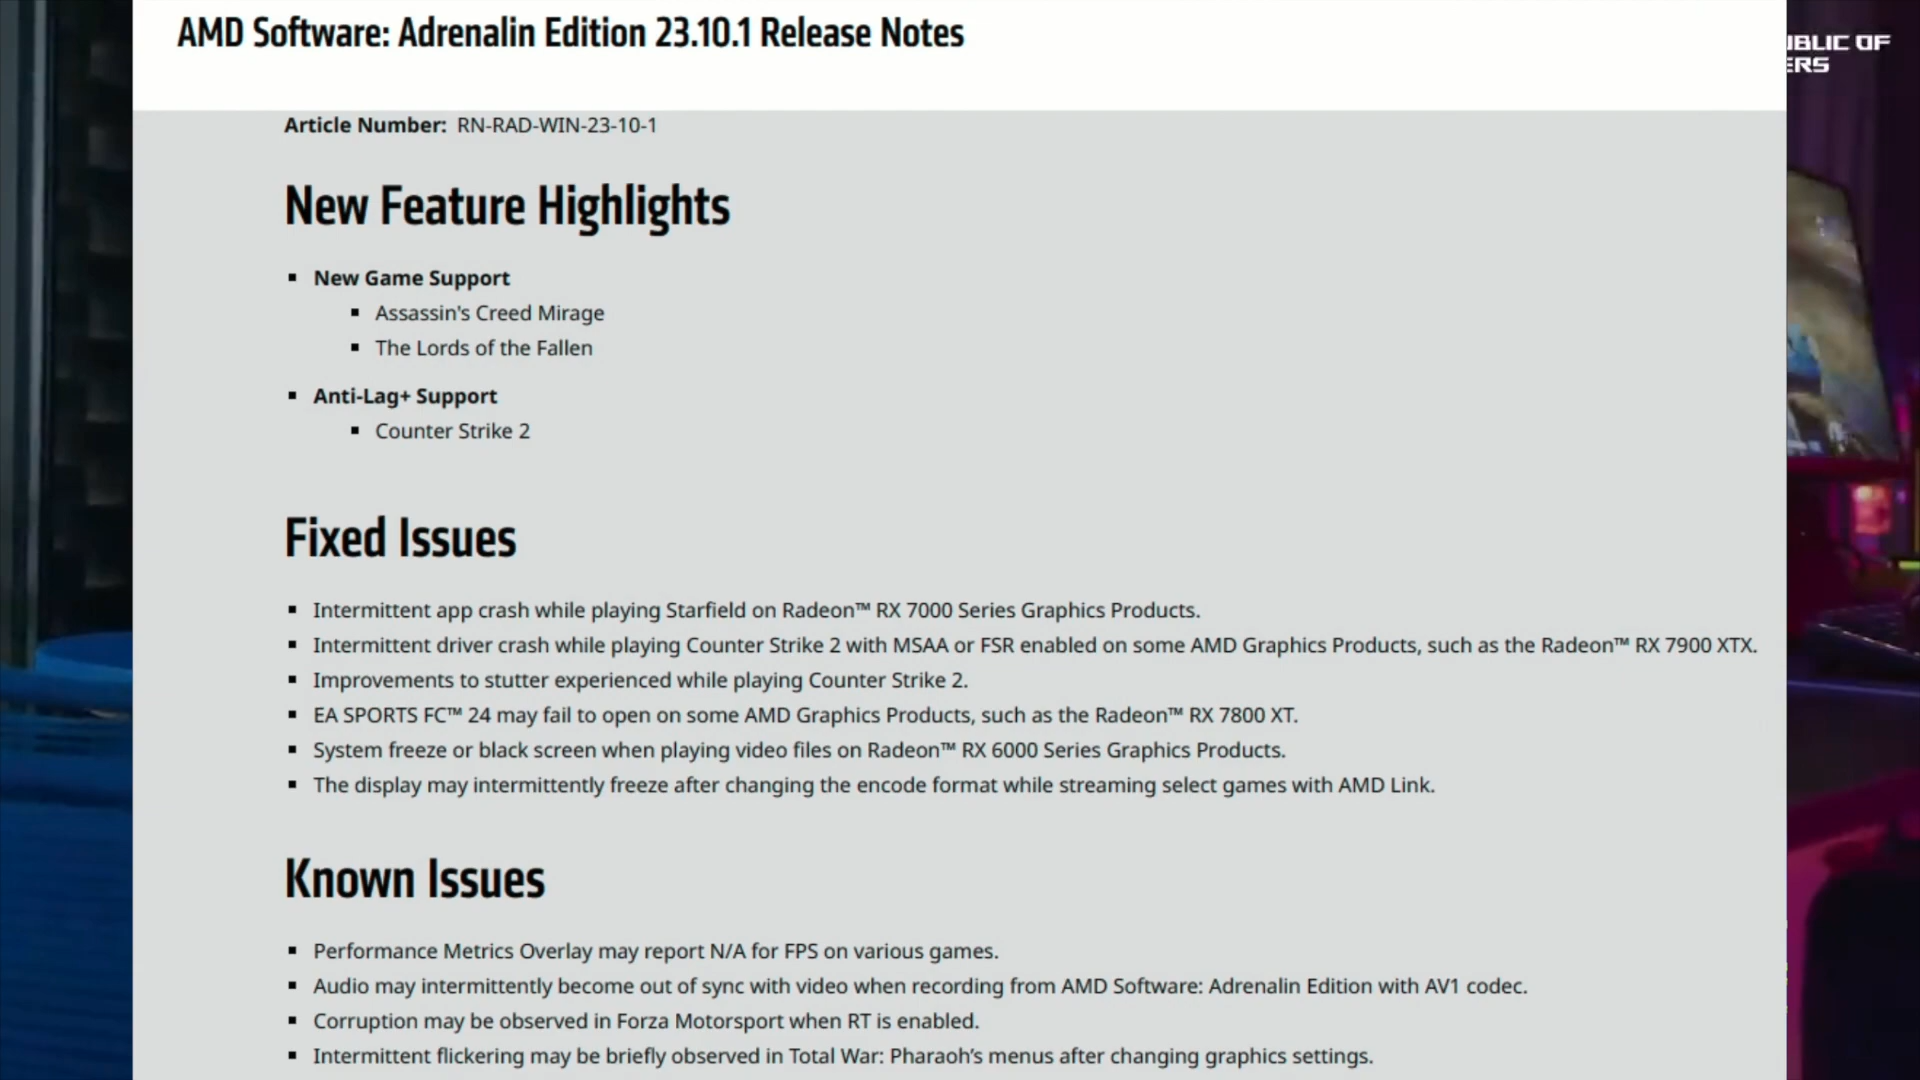 AMD Software: Adrenalin Edition 23.10.1 Release Notes
UBLIC OF
ERS
Article Number: RN-RAD-WIN-23-10-1
New Feature Highlights
New Game Support
Assassin's Creed Mirage
The Lords of the Fallen
Anti-Lag+ Support
Counter Strike 2
Fixed Issues
Intermittent app crash while playing Starfield on Radeon™ RX 7000 Series Graphics Products.
Intermittent driver crash while playing Counter Strike 2 with MSAA or FSR enabled on some AMD Graphics Products, such as the Radeon™ RX 7900 XTX.
Improvements to stutter experienced while playing Counter Strike 2.
EA SPORTS FC™ 24 may fail to open on some AMD Graphics Products, such as the Radeon™ RX 7800 XT.
System freeze or black screen when playing video files on Radeon™ RX 6000 Series Graphics Products.
The display may intermittently freeze after changing the encode format while streaming select games with AMD Link.
Known Issues
Performance Metrics Overlay may report N/A for FPS on various games.
Audio may intermittently become out of sync with video when recording from AMD Software: Adrenalin Edition with AV1 codec.
Corruption may be observed in Forza Motorsport when RT is enabled.
Intermittent flickering may be briefly observed in Total War: Pharaoh’s menus after changing graphics settings.